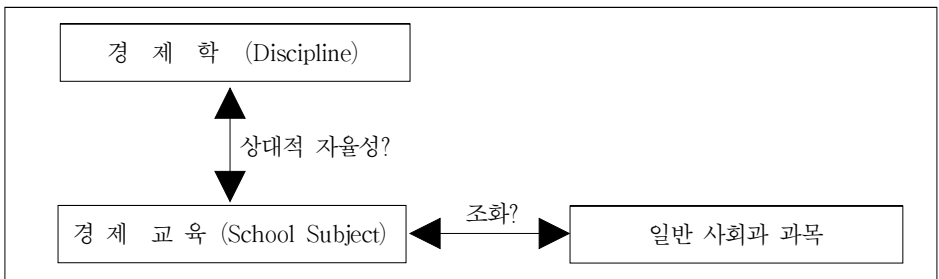 경 제 학 (Discipline)
상대적 자율성?
경 제 교 육 (School Subject)
조화?
일반 사회과 과목